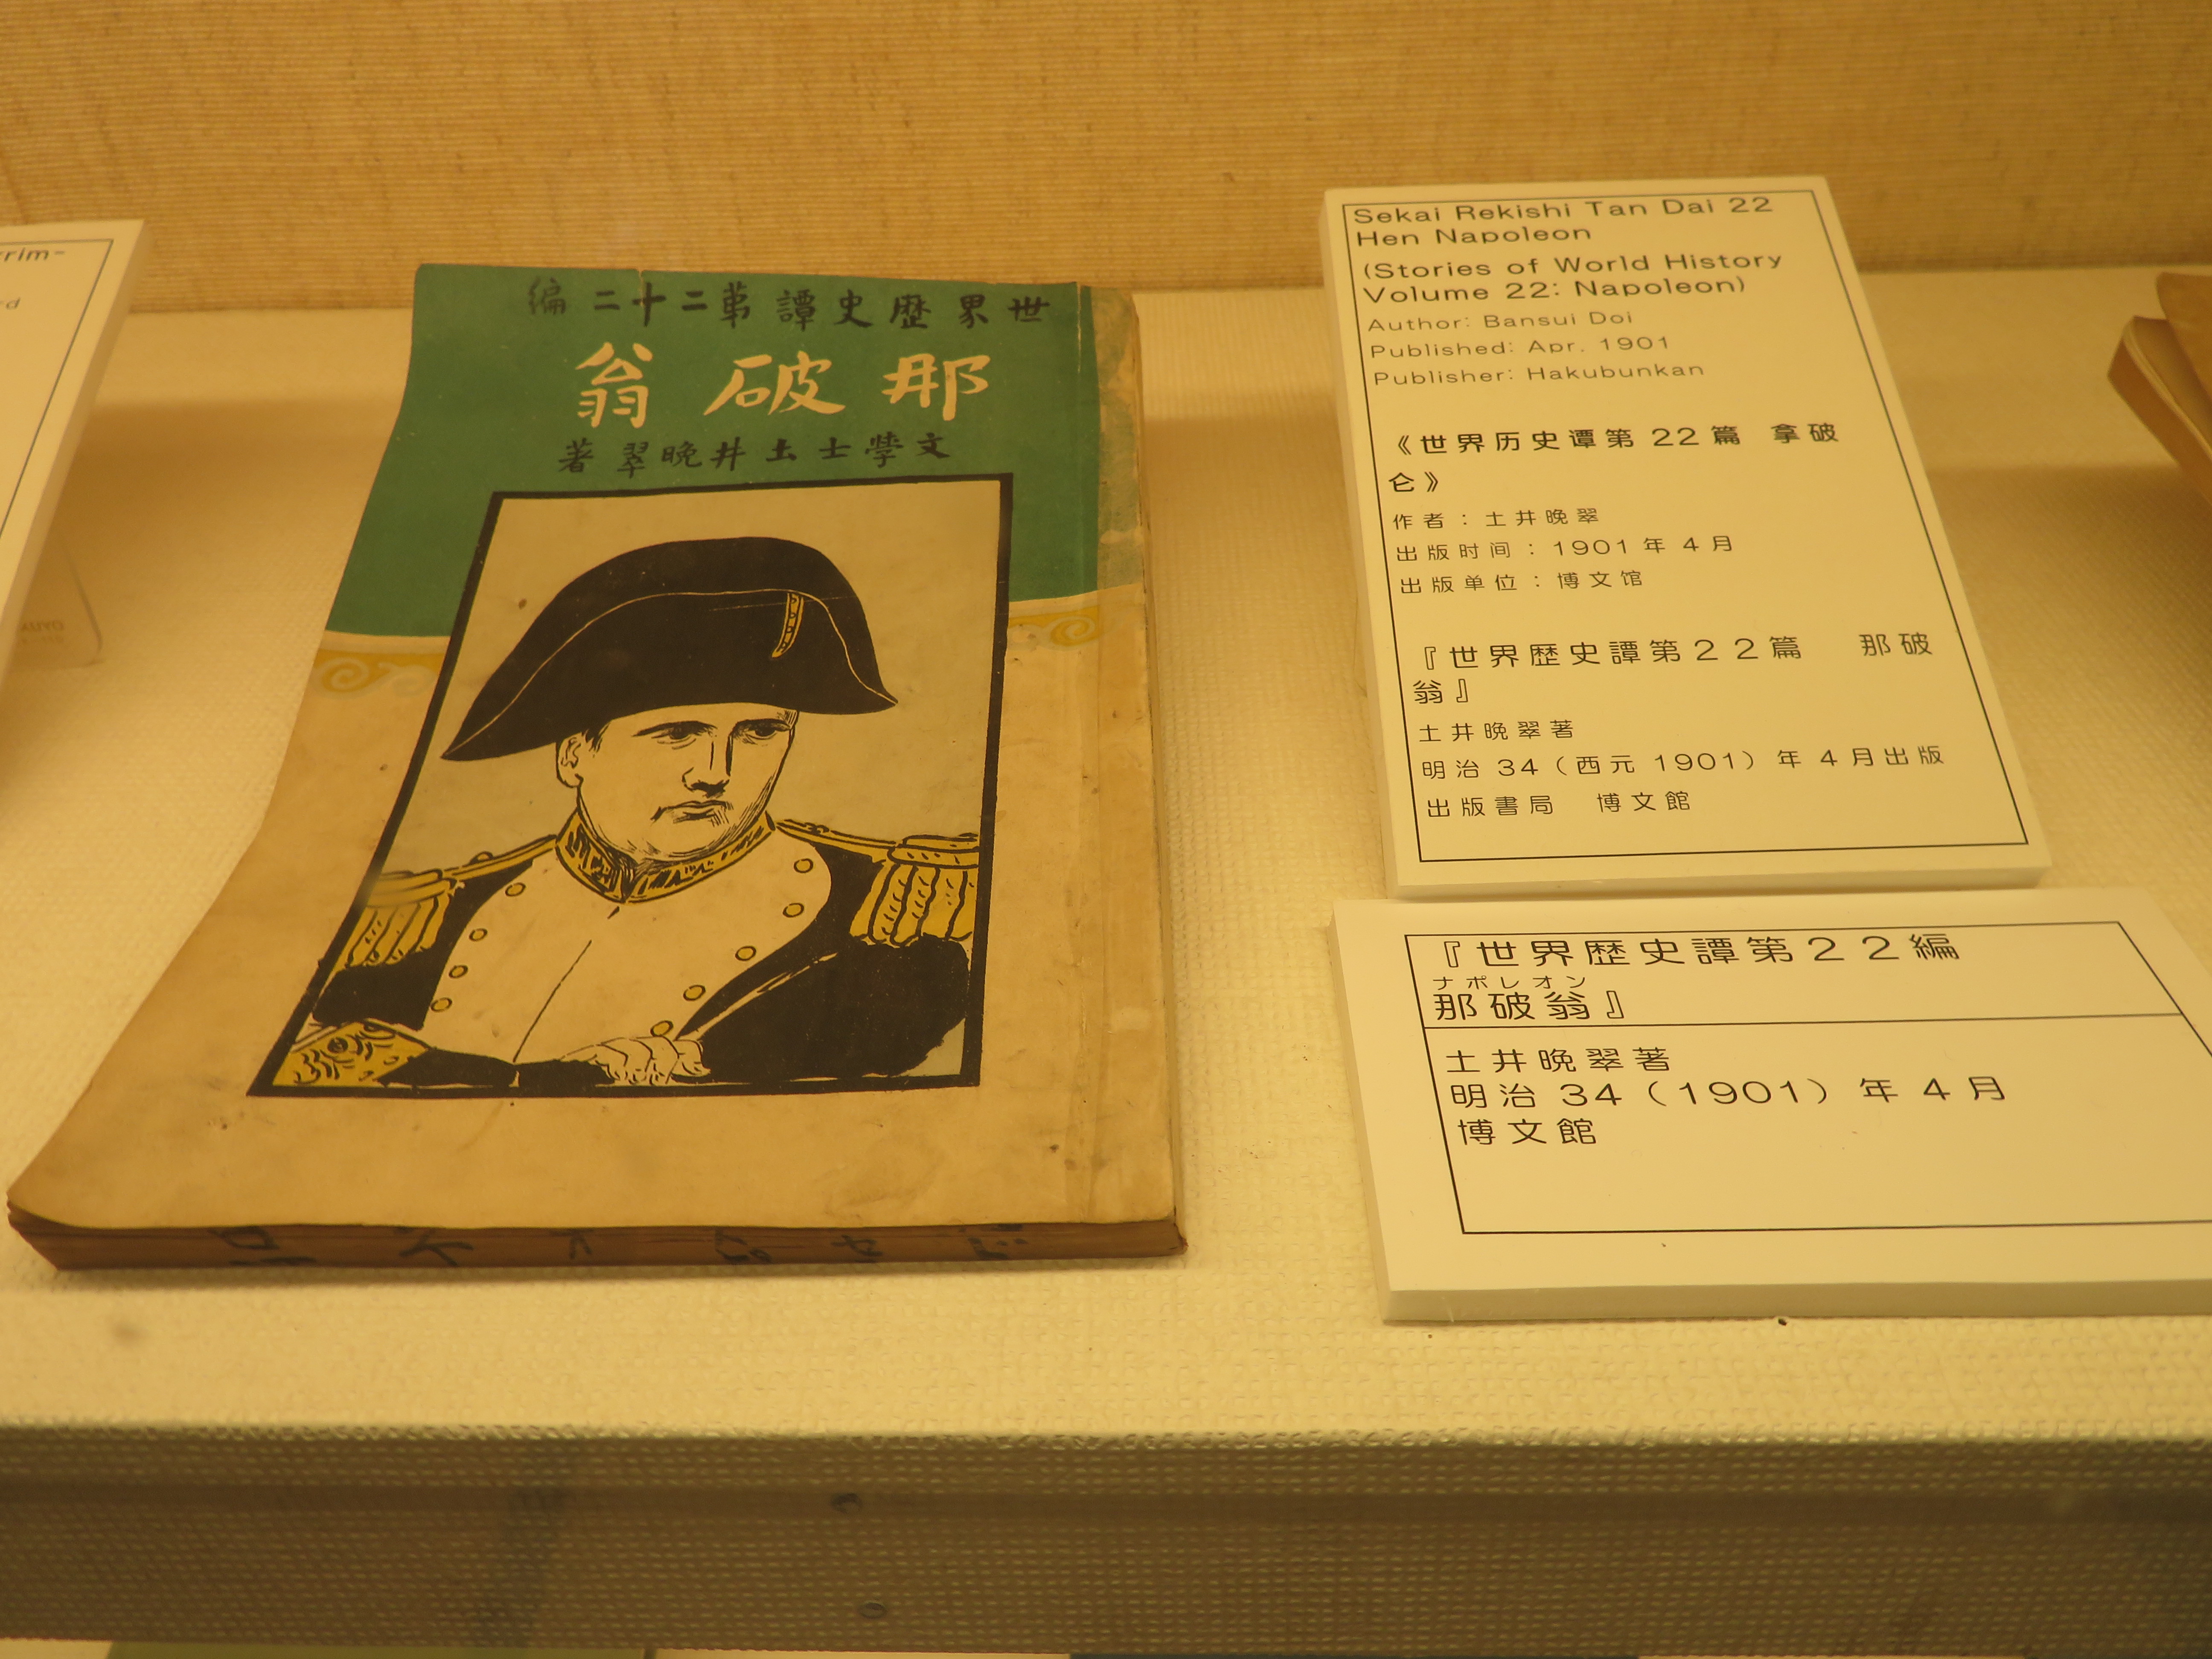 rrim-
世界歴史譚第二十二編
那破翁
文學士土井晩翠著
Sekai Rekishi Tan Dai 22
Hen Napoleon
(Stories of World History
Volume 22: Napoleon)
Author: Bansui Doi
Published: Apr. 1901
Publisher: Hakubunkan
《世界历史谭第 22 篇 拿破
仑》
作者：土井晚翠
出版时间：1901 年 4 月
出版单位：博文馆
『世界歷史譚第２２篇　那破
翁』
土井晚翠著
明治 34（西元 1901）年 4 月出版
出版書局　博文館
『世界歴史譚第２２編
ナポレオン
那破翁』
土井晩翠著
明治 34（1901）年 4 月
博文館